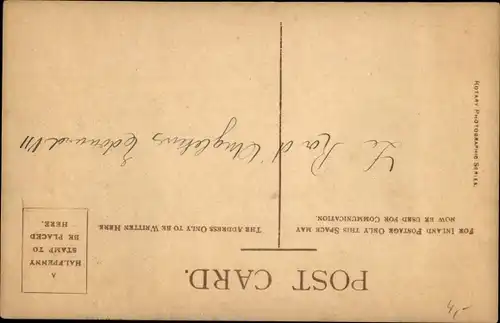 POST CARD.
FOR INLAND POSTAGE ONLY THIS SPACE MAY
NOW BE USED FOR COMMUNICATION.
THE ADDRESS ONLY TO BE WRITTEN HERE.
A
HALFPENNY
STAMP TO
BE PLACED
HERE.
Le Roi d'Angleterre Edouard VII
ROTARY PHOTOGRAPHIC SERIES.